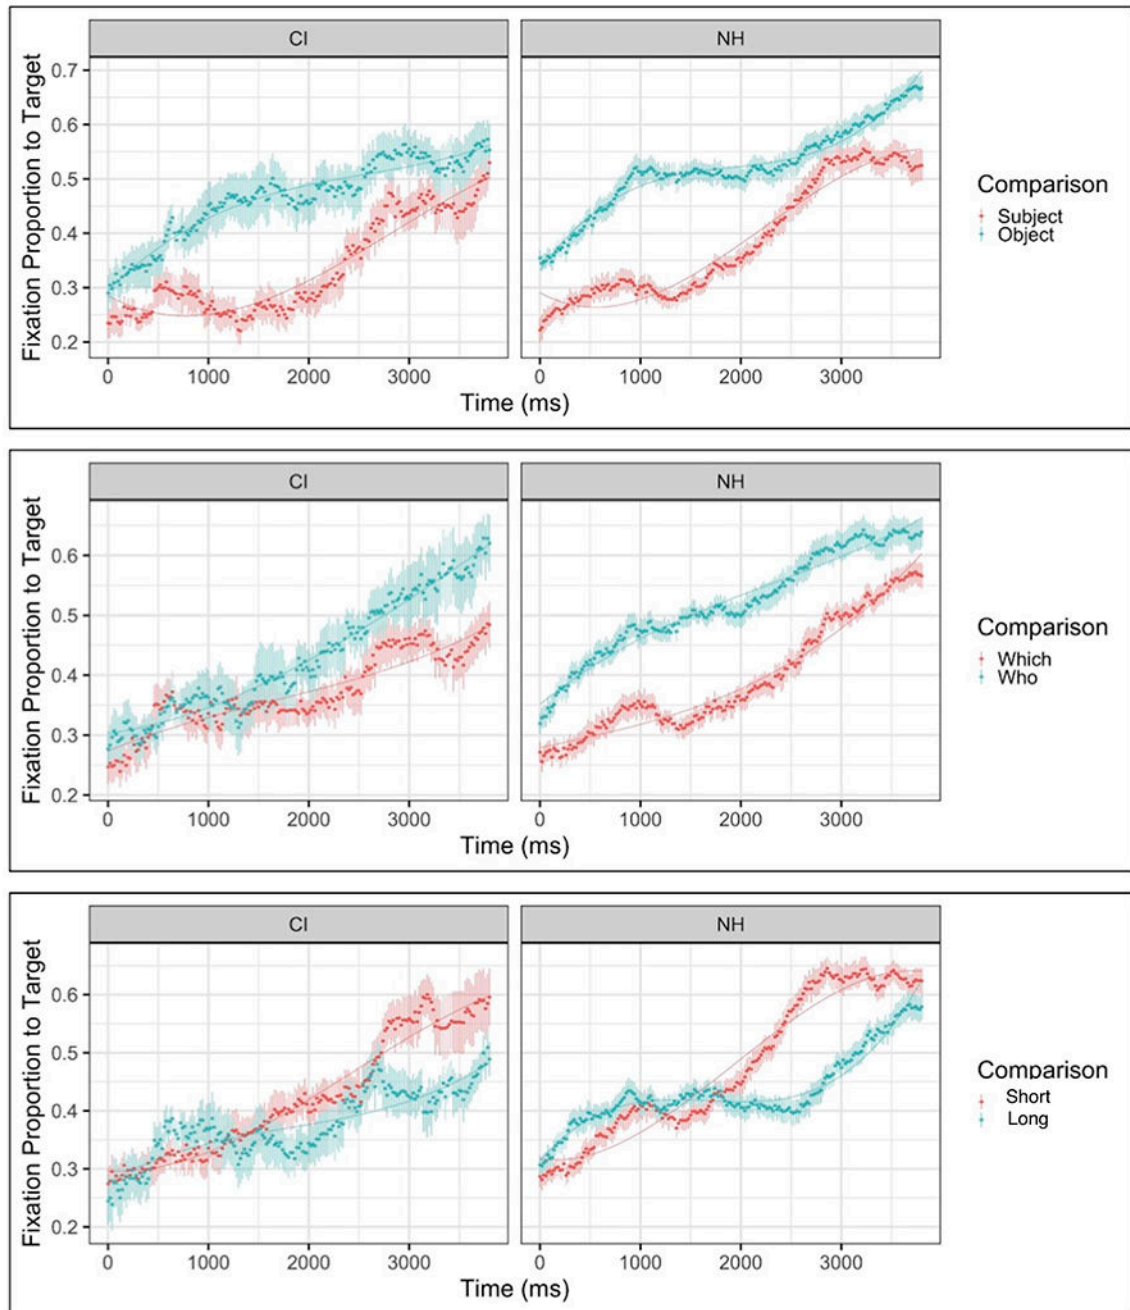 CI NH
Fixation Proportion to Target
0.7
0.6
0.5
0.4
0.3
0.2
0 1000 2000 3000 0 1000 2000 3000
Time (ms)
Comparison
Subject
Object
CI NH
Fixation Proportion to Target
0.6
0.5
0.4
0.3
0.2
0 1000 2000 3000 0 1000 2000 3000
Time (ms)
Comparison
Which
Who
CI NH
Fixation Proportion to Target
0.6
0.5
0.4
0.3
0.2
0 1000 2000 3000 0 1000 2000 3000
Time (ms)
Comparison
Short
Long